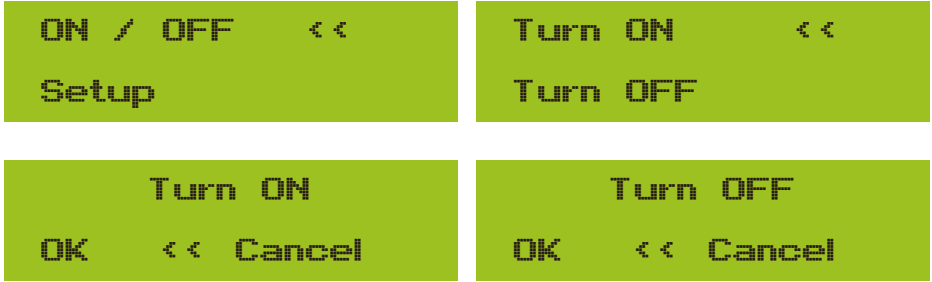 ON / OFF <<
Setup
Turn ON <<
Turn OFF
Turn ON
OK << Cancel
Turn OFF
OK << Cancel